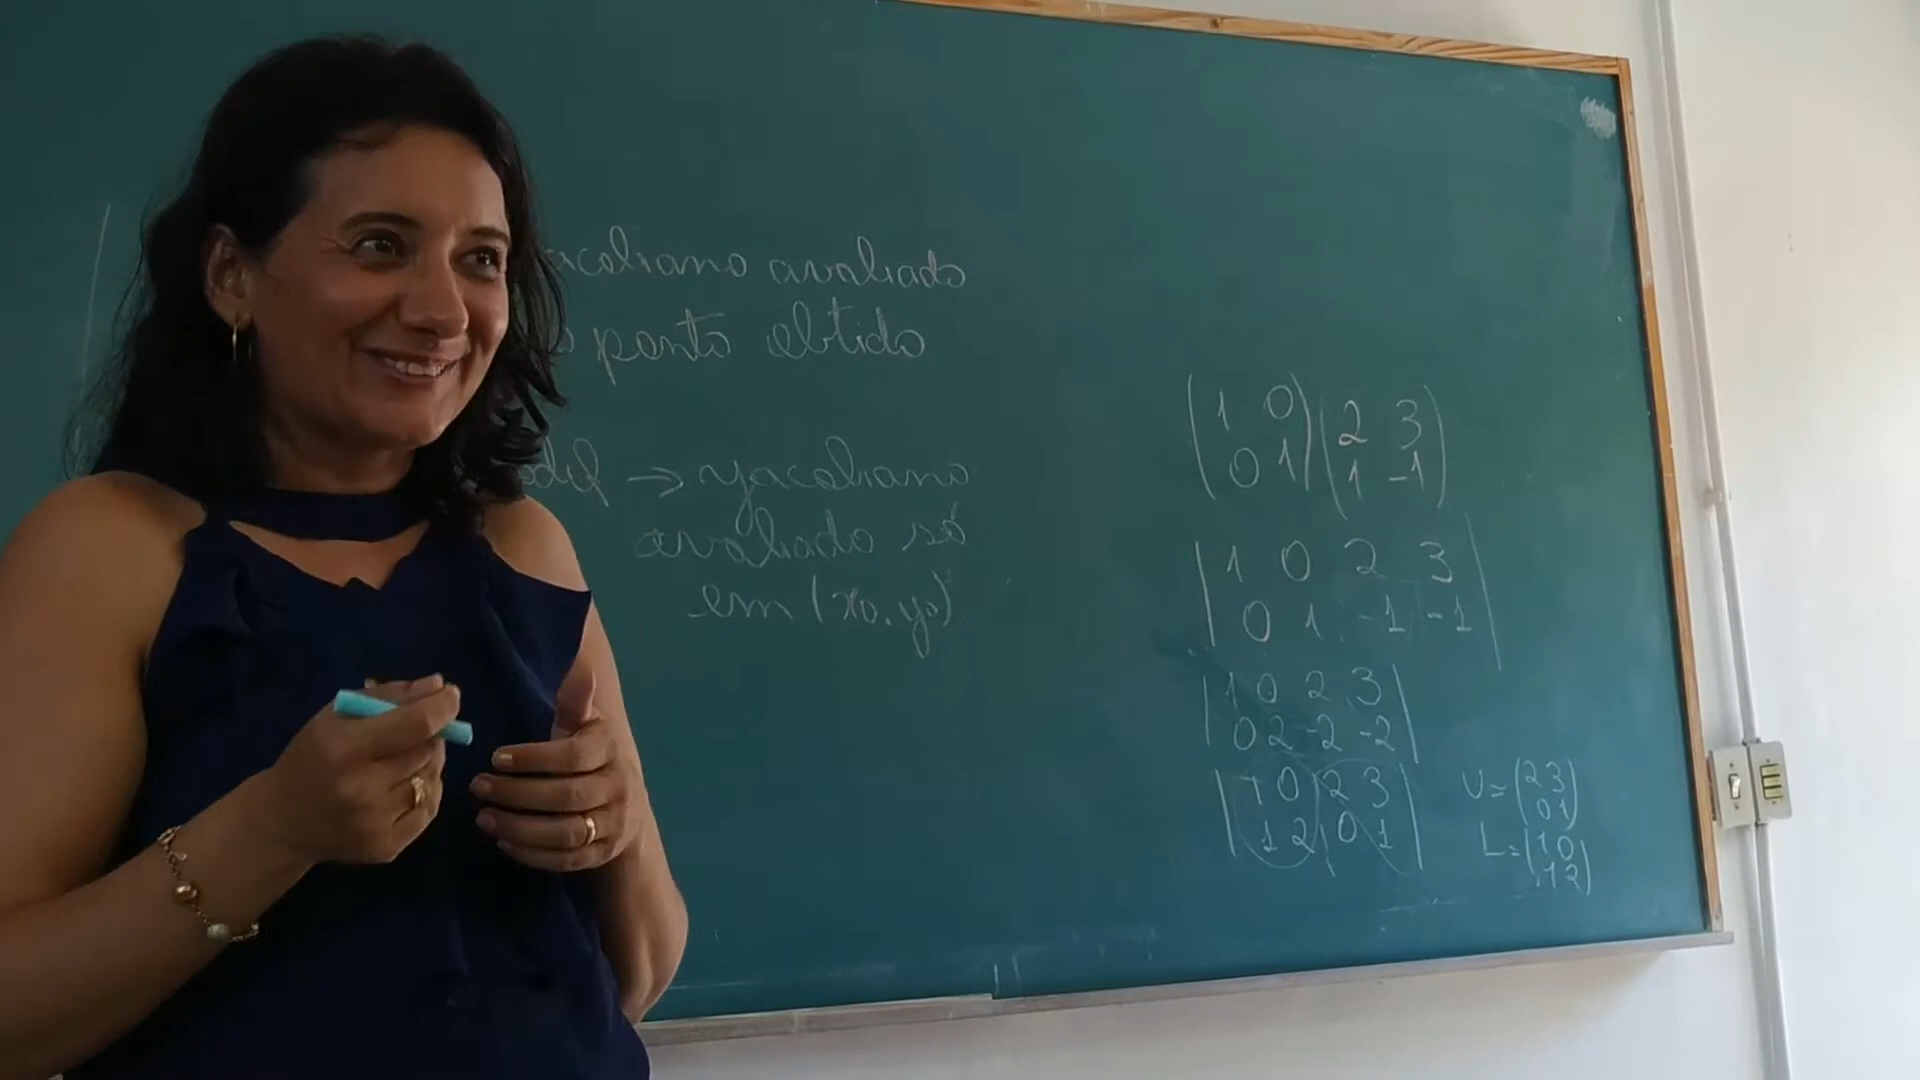 avaliado
ponto obtido
→ yacobiano
avaliado só
em (x0, y0)
1 0 2 3
0 1 1 -1
1 0 2 3
0 1 -1 -1
1 0 2 3
0 2 -2 -2
1 0 2 3
1 2 0 1
U = 2 3
0 1
L = 1 0
1 2